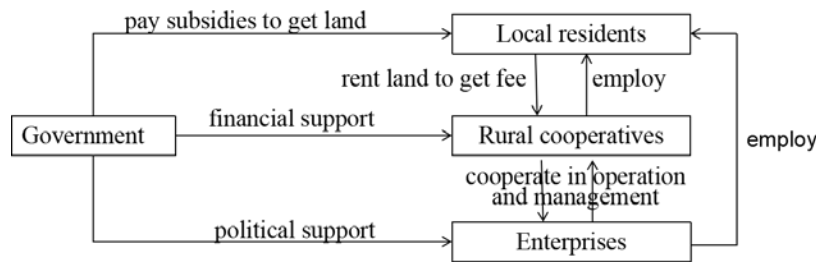 pay subsidies to get land
Local residents
rent land to get fee
employ
Government
financial support
Rural cooperatives
employ
cooperate in operation
and management
political support
Enterprises